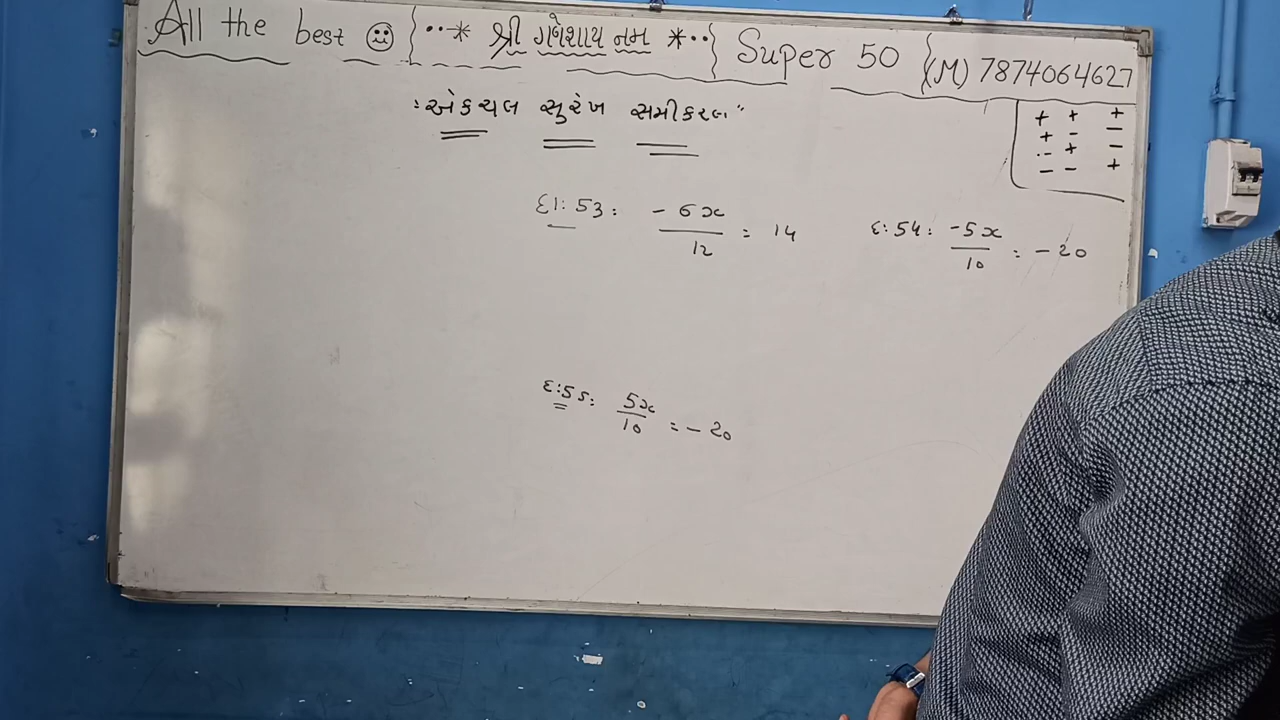 All the best ☺ {··* શ્રી ગણેશાય નમ *··} Super 50 {(M) 7874064627
:એકચલ સુરેખ સમીકરણ"
+ + +
+ - -
- + -
- - +
દા: 53: -6x/12 = 14
દ: 54: -5x/10 = -20
દ: 55: 5x/10 = -20